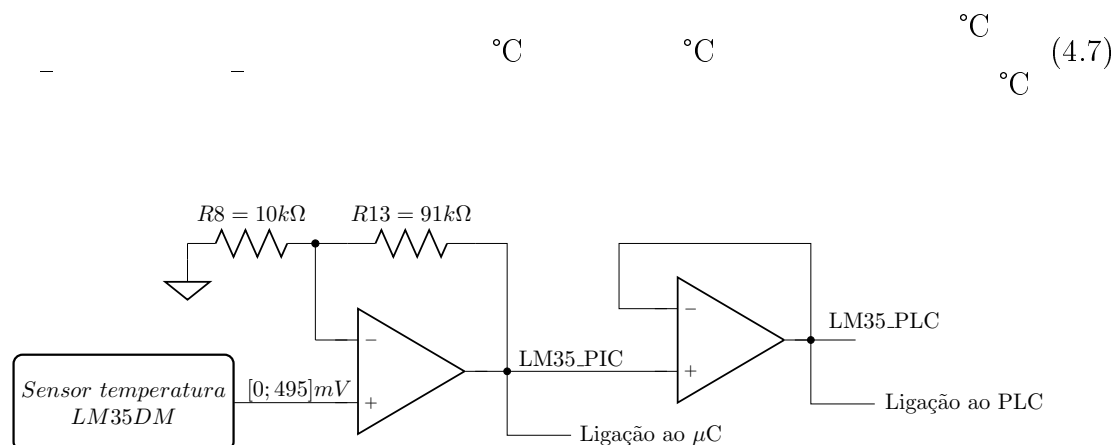 °C
_ _ °C °C (4.7)
°C
R8 = 10kΩ R13 = 91kΩ
−
−
LM35_PLC
LM35_PIC
+
Sensor temperatura
LM35DM
[0; 495]mV
+
Ligação ao PLC
Ligação ao μC